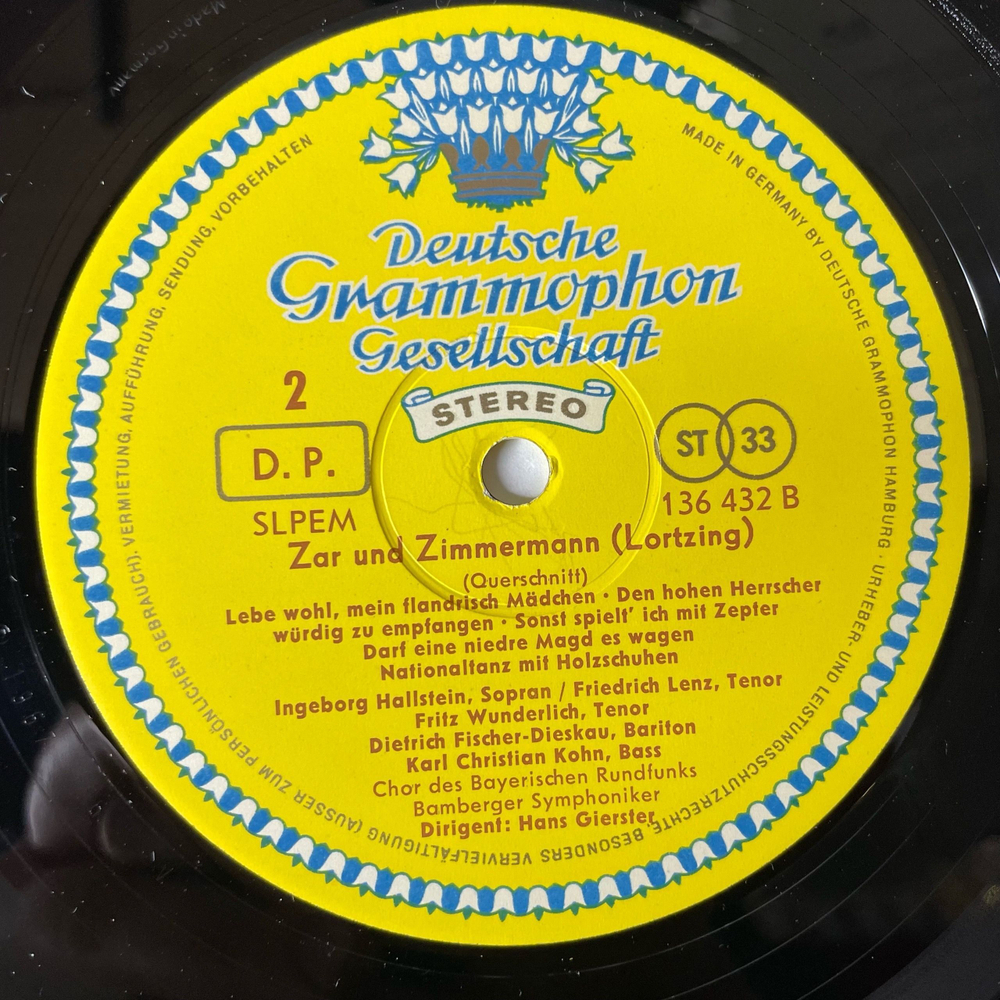 Deutsche
Grammophon
Gesellschaft
STEREO
2
D. P.
SLPEM
ST 33
136 432 B
Zar und Zimmermann (Lortzing)
(Querschnitt)
Lebe wohl, mein flandrisch Mädchen · Den hohen Herrscher
würdig zu empfangen · Sonst spielt' ich mit Zepter
Darf eine niedre Magd es wagen
Nationaltanz mit Holzschuhen
Ingeborg Hallstein, Sopran / Friedrich Lenz, Tenor
Fritz Wunderlich, Tenor
Dietrich Fischer-Dieskau, Bariton
Karl Christian Kohn, Bass
Chor des Bayerischen Rundfunks
Bamberger Symphoniker
Dirigent: Hans Gierster
MADE IN GERMANY BY DEUTSCHE GRAMMOPHON HAMBURG · URHEBER- UND LEISTUNGSSCHUTZRECHTE, BESONDERS VERVIELFÄLTIGUNG (AUSSER ZUM PERSÖNLICHEN GEBRAUCH), VERMIETUNG, AUFFÜHRUNG, SENDUNG, VORBEHALTEN
Made in Germany